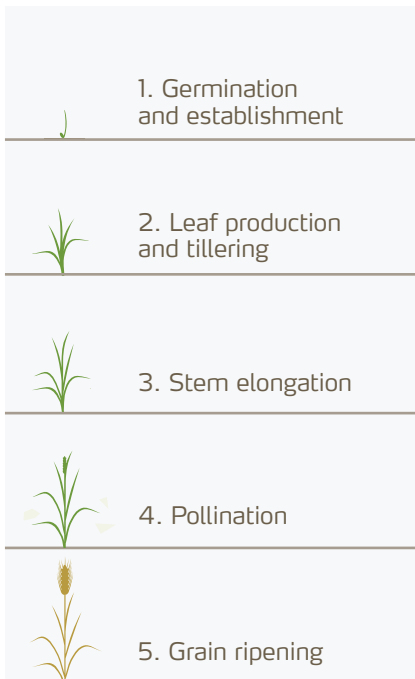 1. Germination
and establishment
2. Leaf production
and tillering
3. Stem elongation
4. Pollination
5. Grain ripening